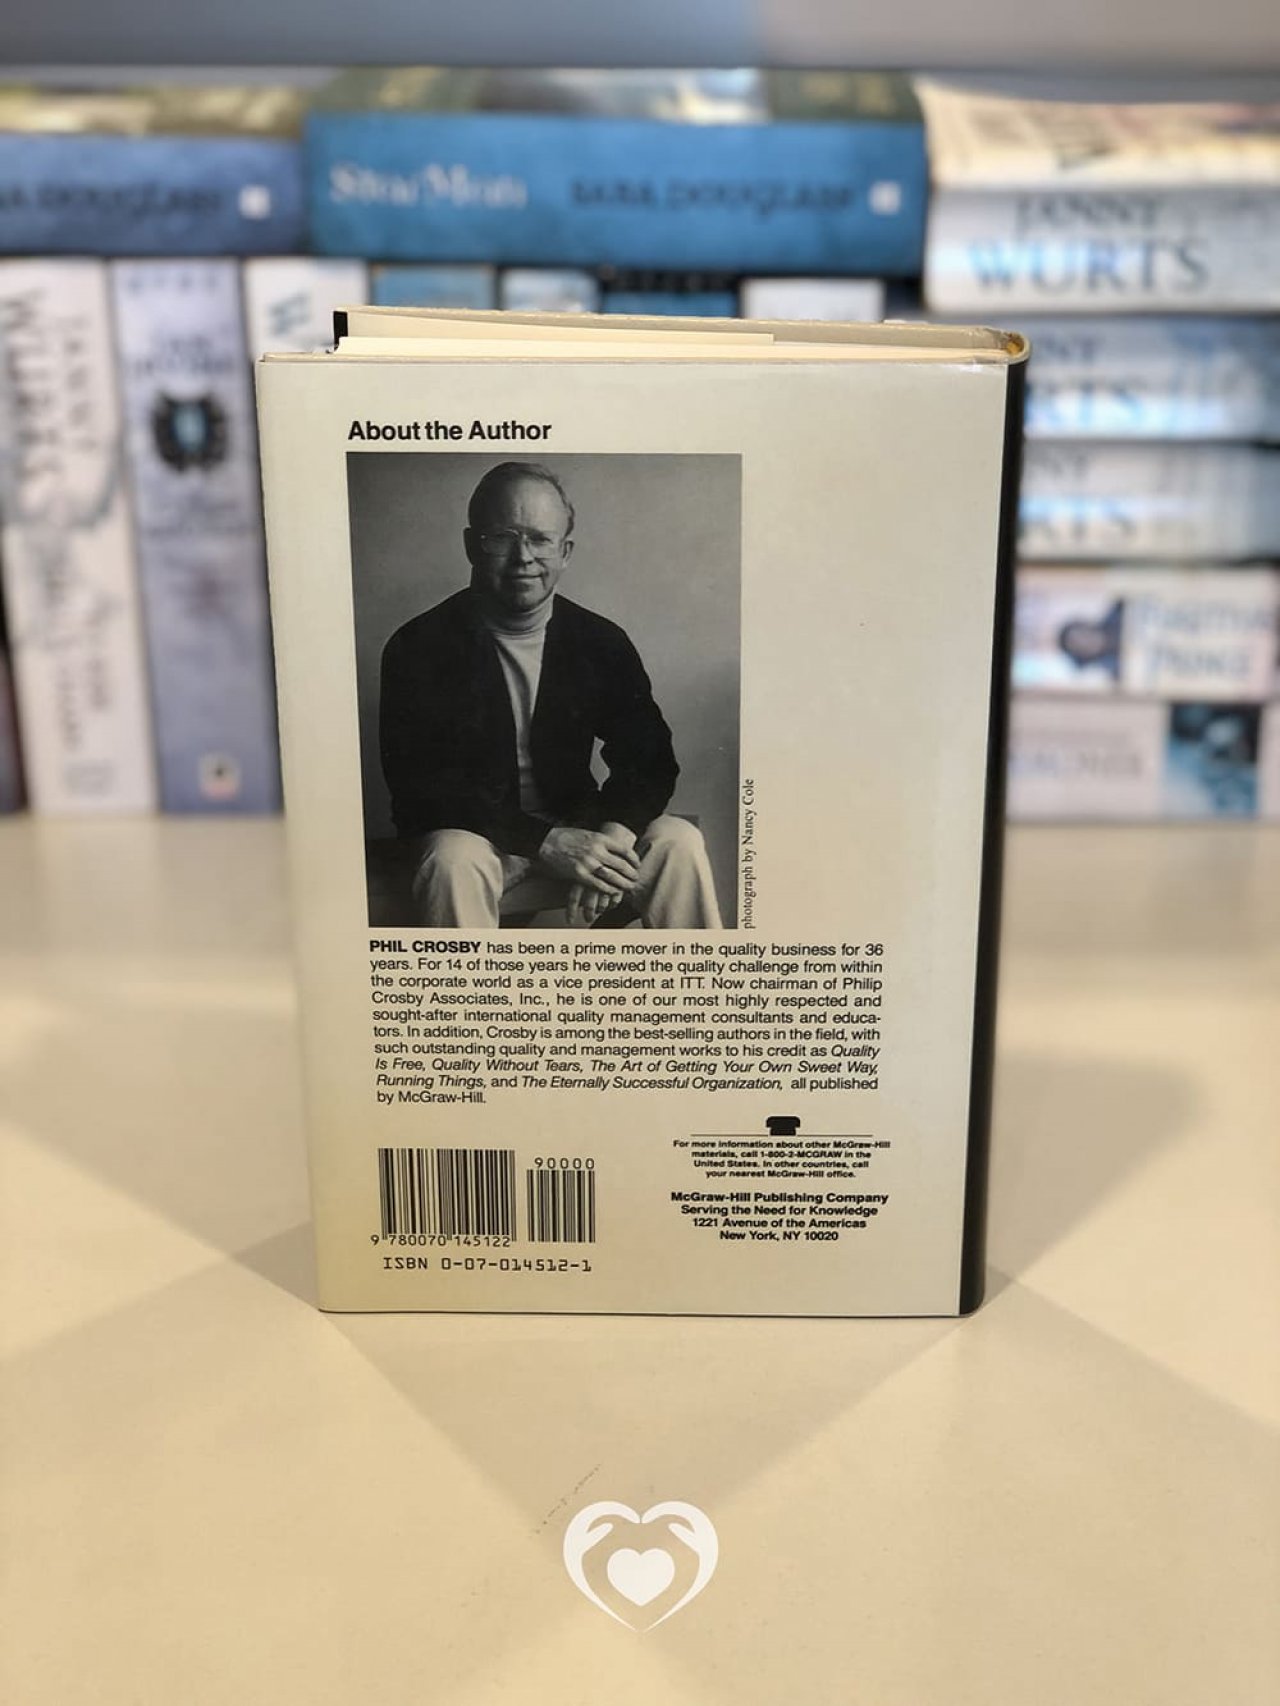 SARA DOUGLASS
JANNY
WURTS
About the Author
photograph by Nancy Cole
PHIL CROSBY has been a prime mover in the quality business for 36
years. For 14 of those years he viewed the quality challenge from within
the corporate world as a vice president at ITT. Now chairman of Philip
Crosby Associates, Inc., he is one of our most highly respected and
sought-after international quality management consultants and educa-
tors. In addition, Crosby is among the best-selling authors in the field, with
such outstanding quality and management works to his credit as Quality
Is Free, Quality Without Tears, The Art of Getting Your Own Sweet Way,
Running Things, and The Eternally Successful Organization, all published
by McGraw-Hill.
90000
9 780070 145122
ISBN 0-07-014512-1
For more information about other McGraw-Hill
materials, call 1-800-2-MCGRAW in the
United States. In other countries, call
your nearest McGraw-Hill office.
McGraw-Hill Publishing Company
Serving the Need for Knowledge
1221 Avenue of the Americas
New York, NY 10020